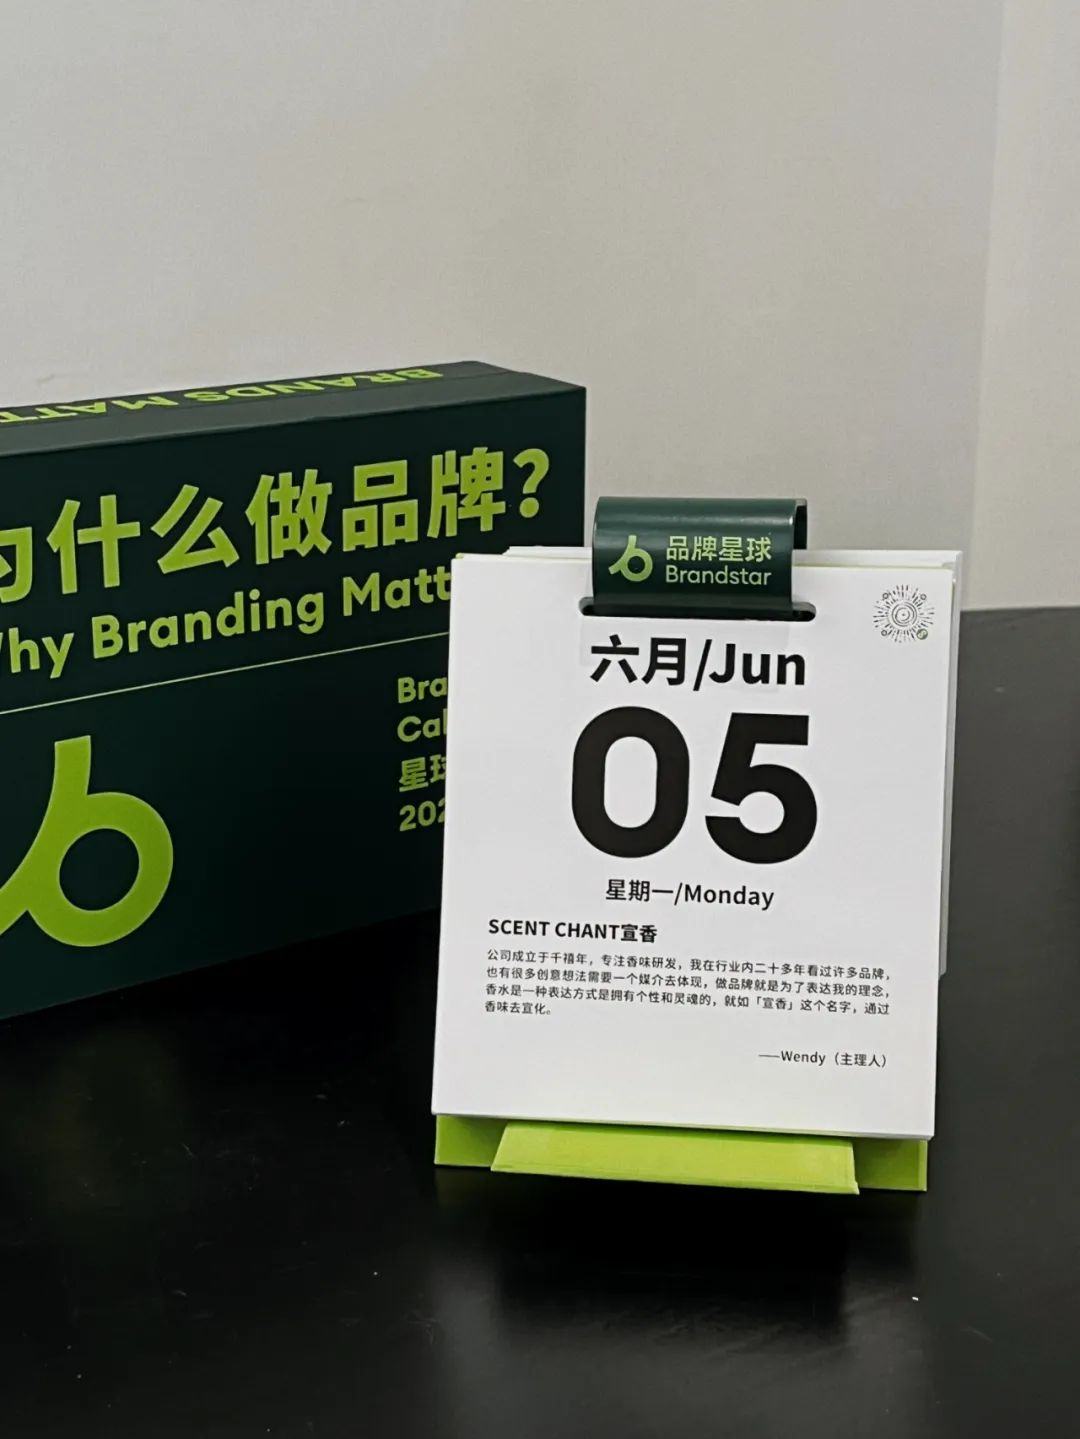 BRANDS MATT
为什么做品牌?
Why Branding Matt
Bra
Cal
星球
202
品牌星球
Brandstar
六月/Jun
05
星期一/Monday
SCENT CHANT宣香
公司成立于千禧年，专注香味研发，我在行业内二十多年看过许多品牌，
也有很多创意想法需要一个媒介去体现，做品牌就是为了表达我的理念，
香水是一种表达方式是拥有个性和灵魂的，就如「宣香」这个名字，通过
香味去宣化。
——Wendy（主理人）